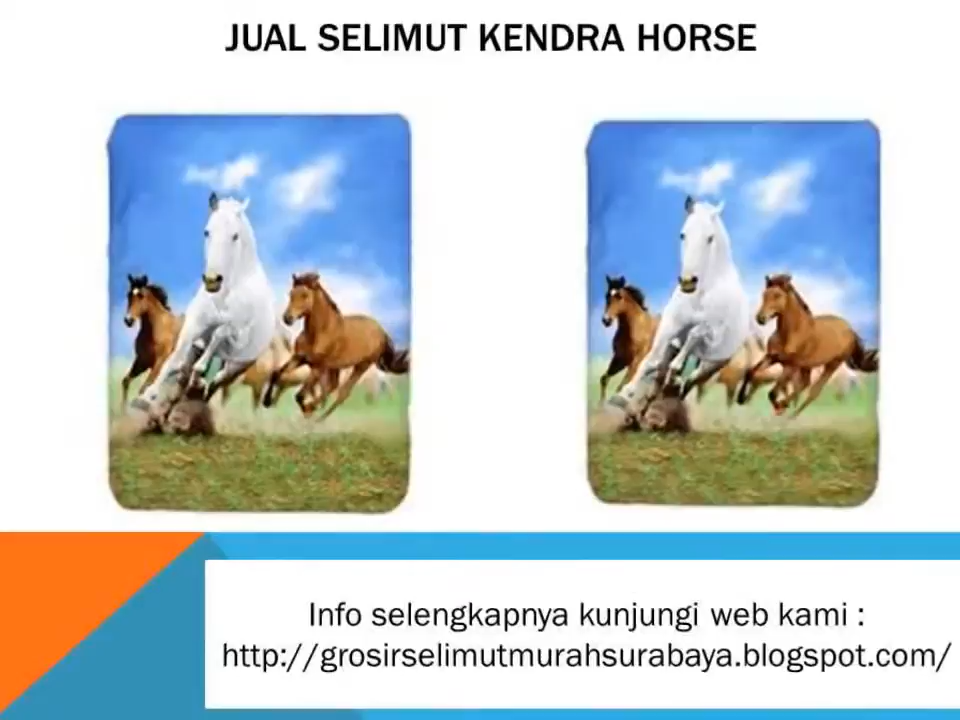 JUAL SELIMUT KENDRA HORSE
Info selengkapnya kunjungi web kami :
http://grosirselimutmurahsurabaya.blogspot.com/